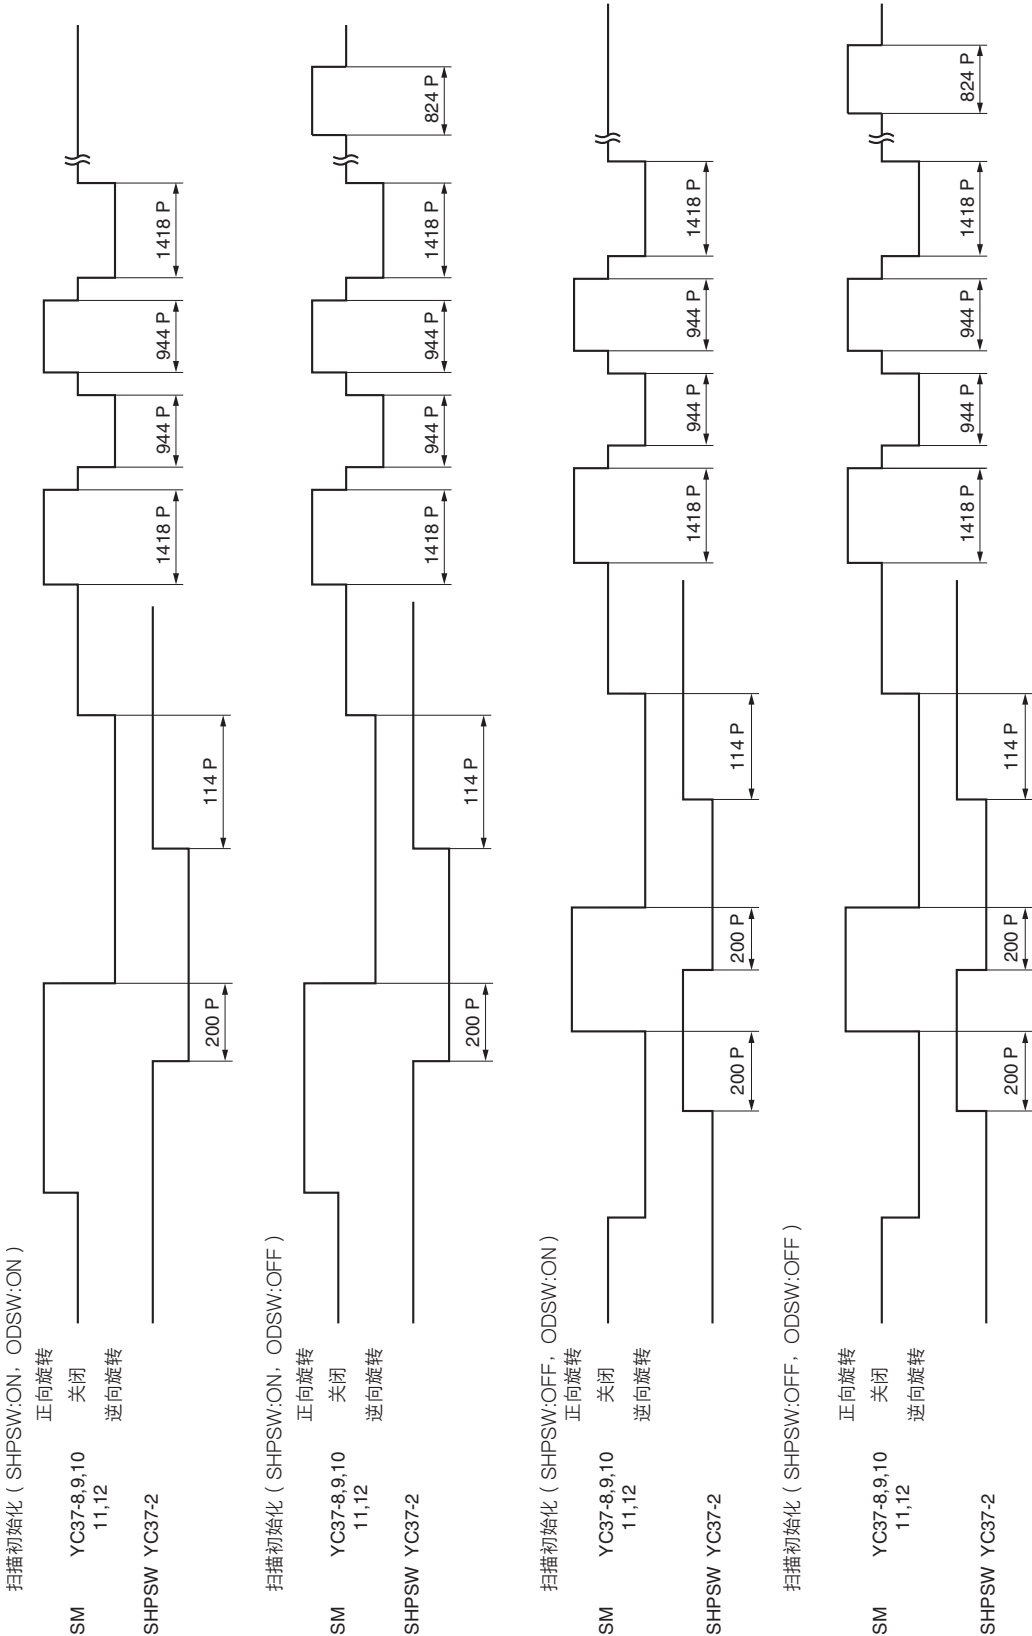 扫描初始化 ( SHPSW:ON，ODSW:ON )
正向旋转
SM YC37-8,9,10 关闭
11,12 逆向旋转
SHPSW YC37-2
200 P
114 P
1418 P
944 P
944 P
1418 P
扫描初始化 ( SHPSW:ON，ODSW:OFF )
正向旋转
SM YC37-8,9,10 关闭
11,12 逆向旋转
SHPSW YC37-2
200 P
114 P
1418 P
944 P
944 P
1418 P
824 P
扫描初始化 ( SHPSW:OFF，ODSW:ON )
正向旋转
SM YC37-8,9,10 关闭
11,12 逆向旋转
SHPSW YC37-2
200 P
200 P
114 P
1418 P
944 P
944 P
1418 P
扫描初始化 ( SHPSW:OFF，ODSW:OFF )
正向旋转
SM YC37-8,9,10 关闭
11,12 逆向旋转
SHPSW YC37-2
200 P
200 P
114 P
1418 P
944 P
944 P
1418 P
824 P